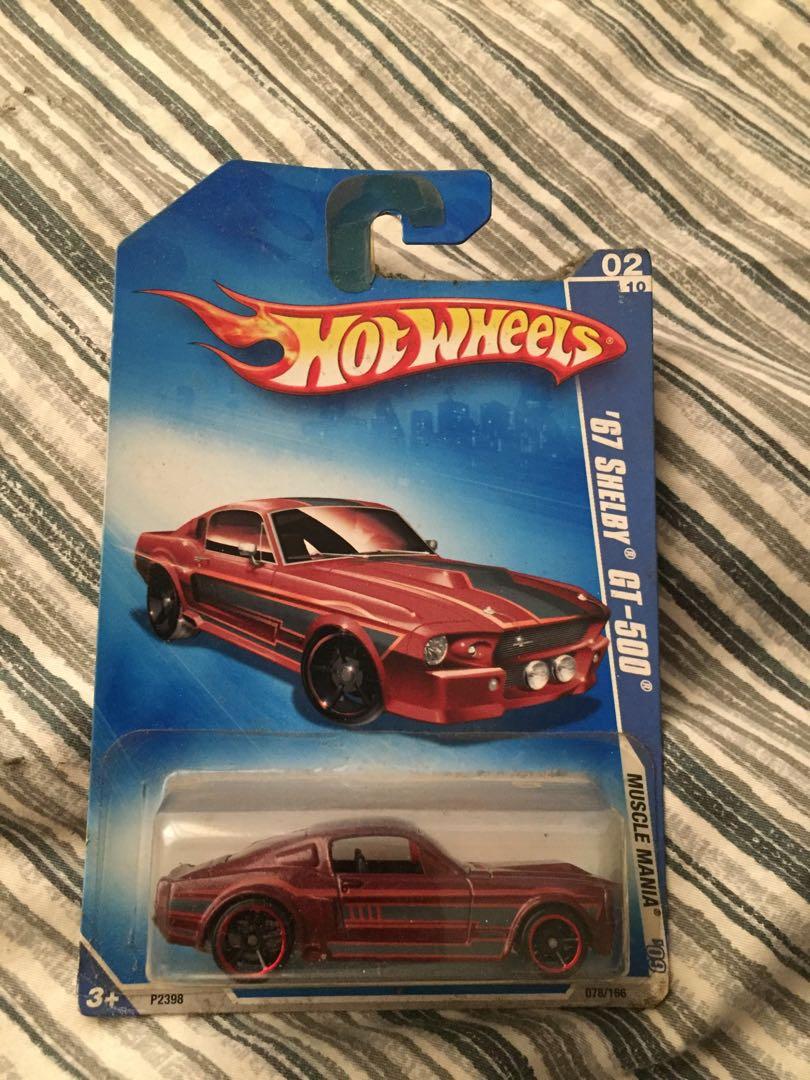 02
10
HOT WHEELS®
'67 SHELBY® GT-500®
MUSCLE MANIA®
'09
3+
P2398
078/166